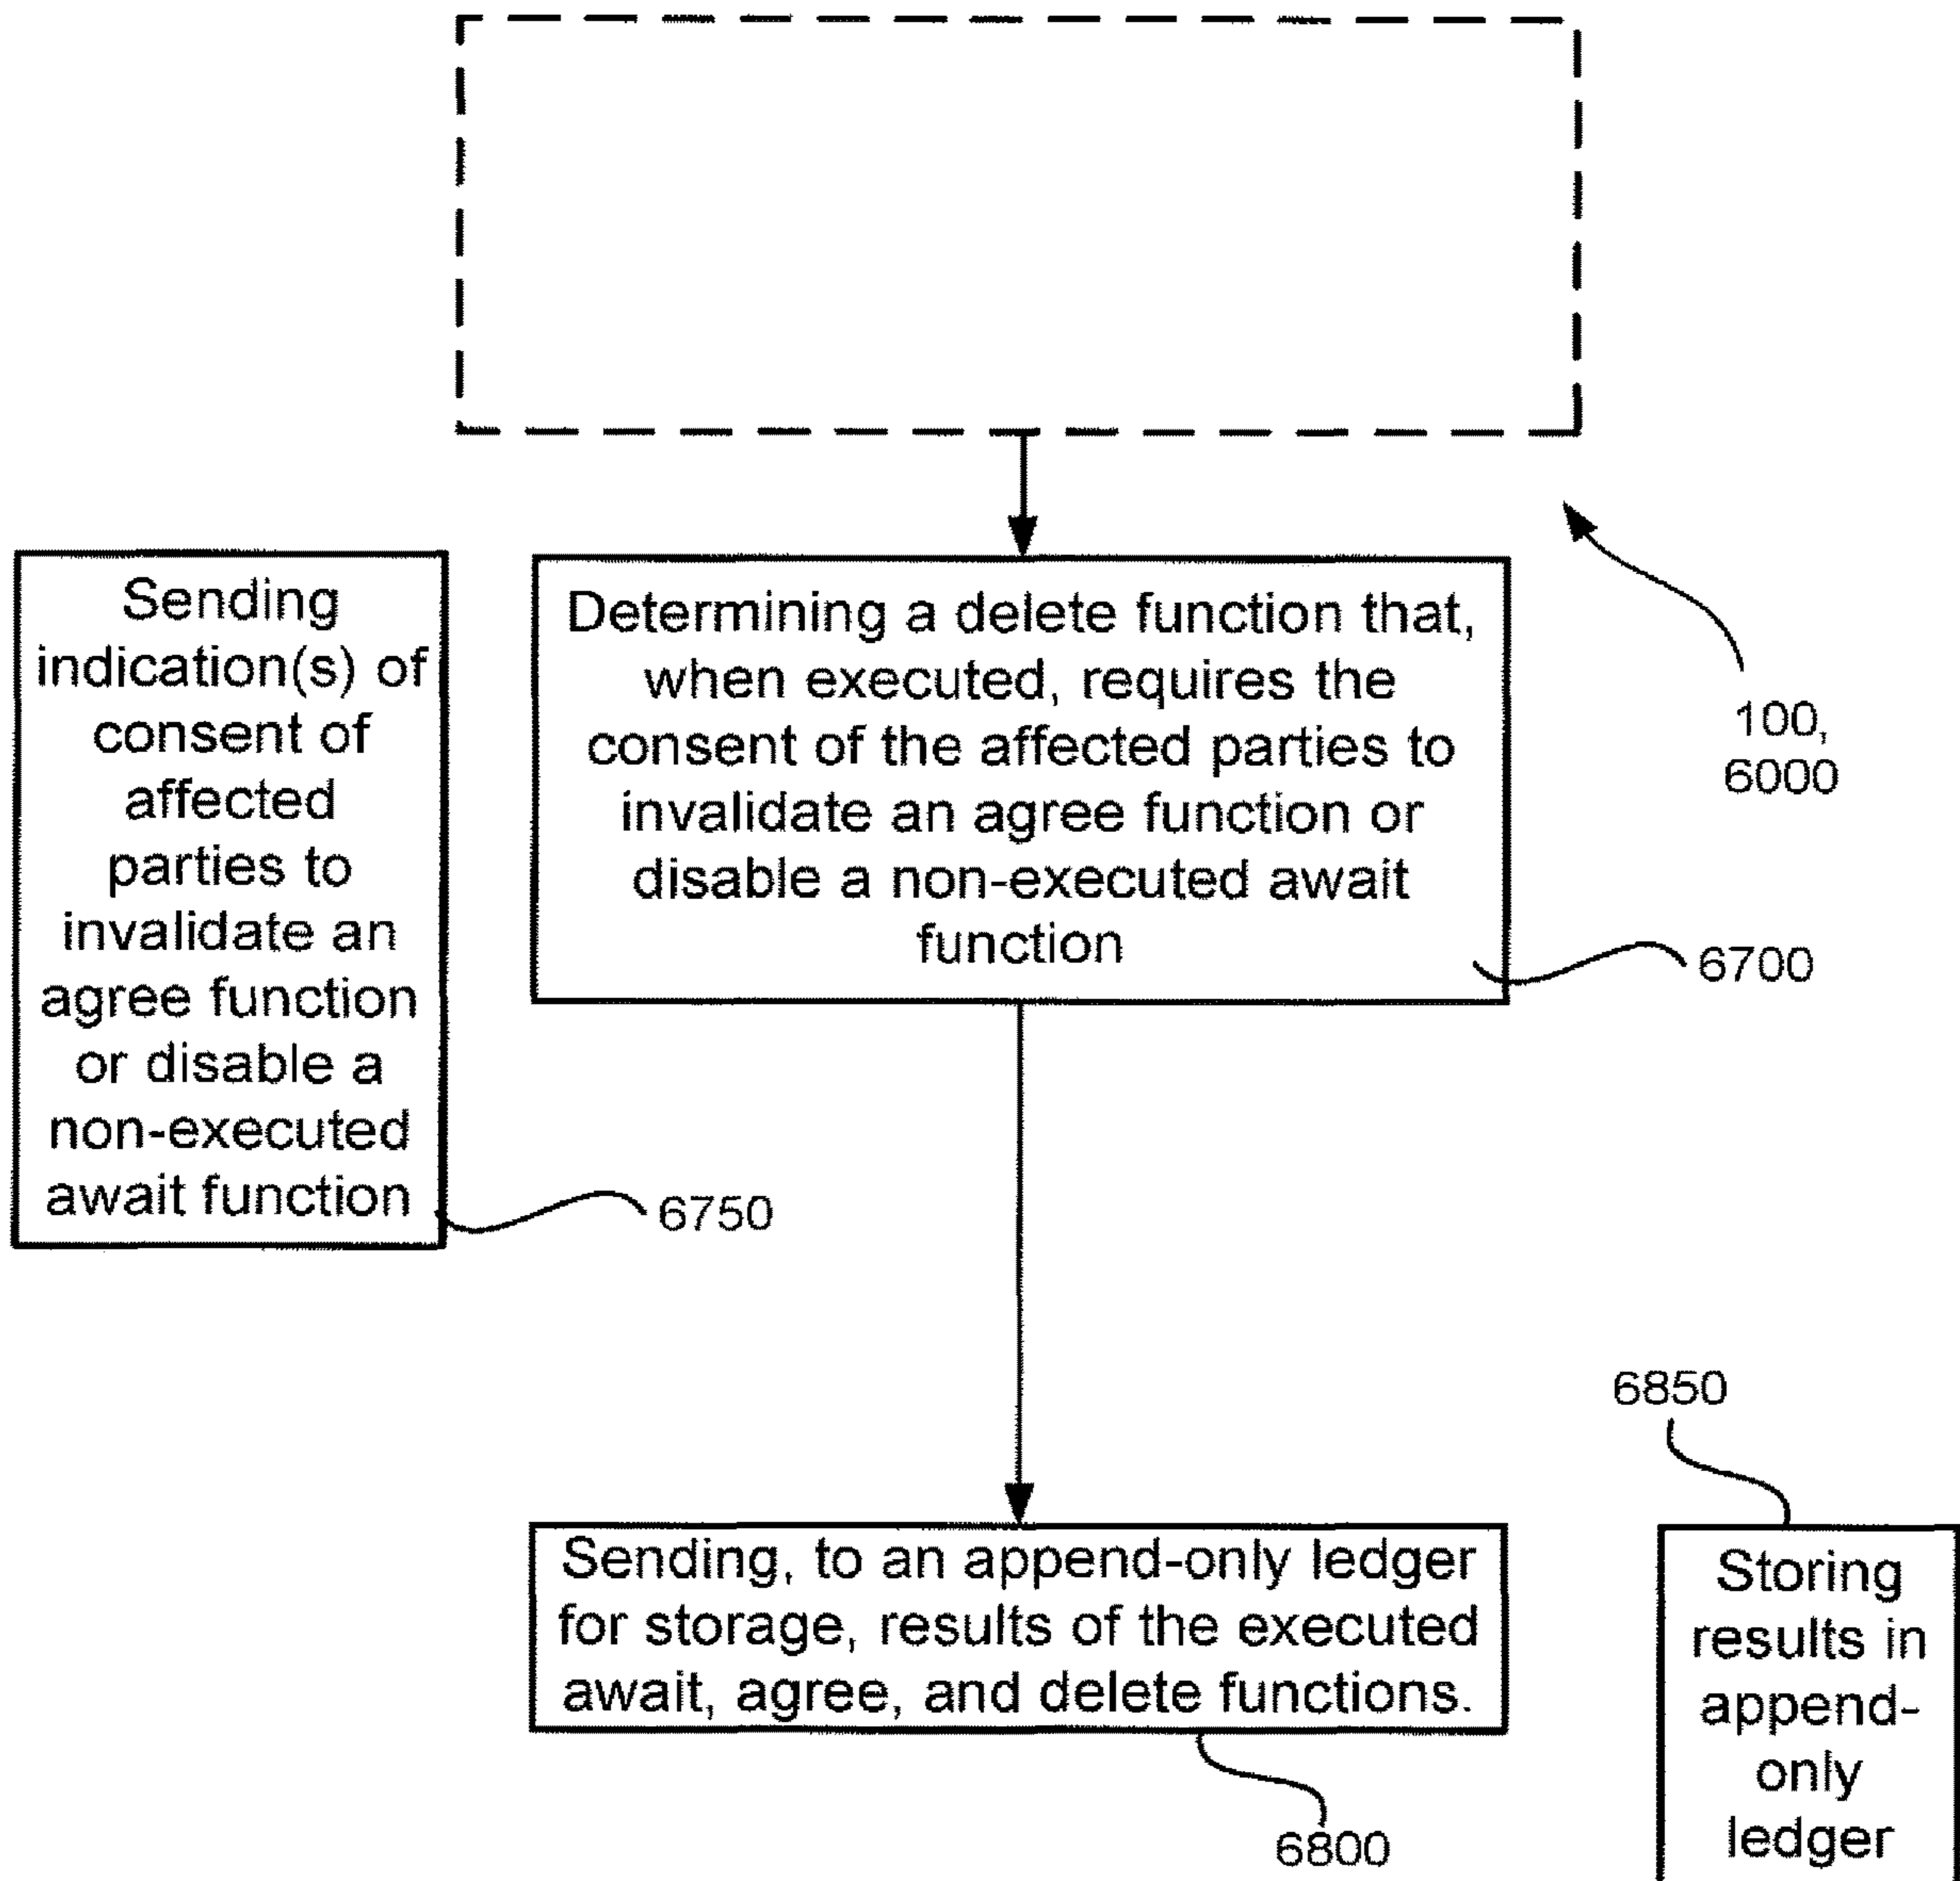 Sending
indication(s) of
consent of
affected
parties to
invalidate an
agree function
or disable a
non-executed
await function
6750
Determining a delete function that,
when executed, requires the
consent of the affected parties to
invalidate an agree function or
disable a non-executed await
function
6700
100,
6000
Sending, to an append-only ledger
for storage, results of the executed
await, agree, and delete functions.
6800
6850
Storing
results in
append-
only
ledger